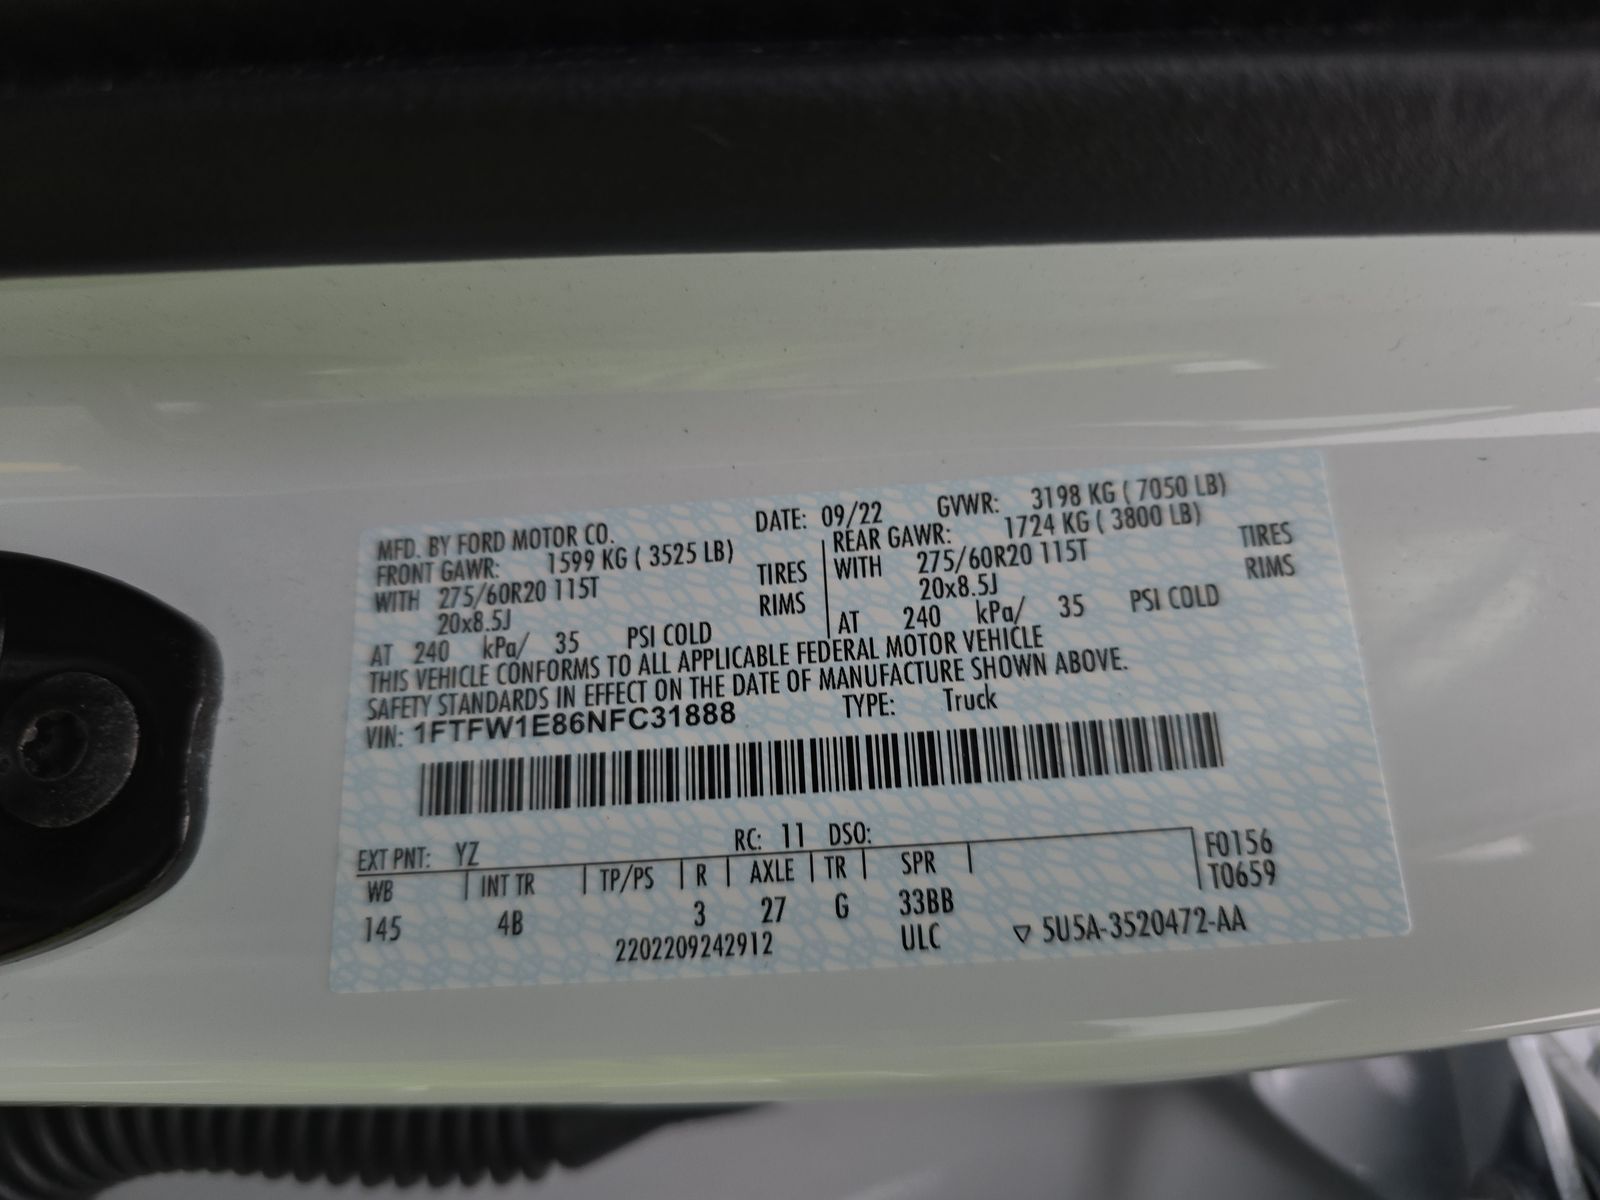 MFD. BY FORD MOTOR CO. DATE: 09/22 GVWR: 3198 KG ( 7050 LB)
FRONT GAWR: 1599 KG ( 3525 LB) REAR GAWR: 1724 KG ( 3800 LB)
WITH 275/60R20 115T TIRES WITH 275/60R20 115T TIRES
20x8.5J RIMS 20x8.5J RIMS
AT 240 kPa/ 35 PSI COLD AT 240 kPa/ 35 PSI COLD
THIS VEHICLE CONFORMS TO ALL APPLICABLE FEDERAL MOTOR VEHICLE
SAFETY STANDARDS IN EFFECT ON THE DATE OF MANUFACTURE SHOWN ABOVE.
VIN: 1FTFW1E86NFC31888 TYPE: Truck
EXT PNT: YZ RC: 11 DSO:
WB INT TR TP/PS R AXLE TR SPR F0156
145 4B 3 27 G 33BB T0659
2202209242912 ULC ▽ 5U5A-3520472-AA